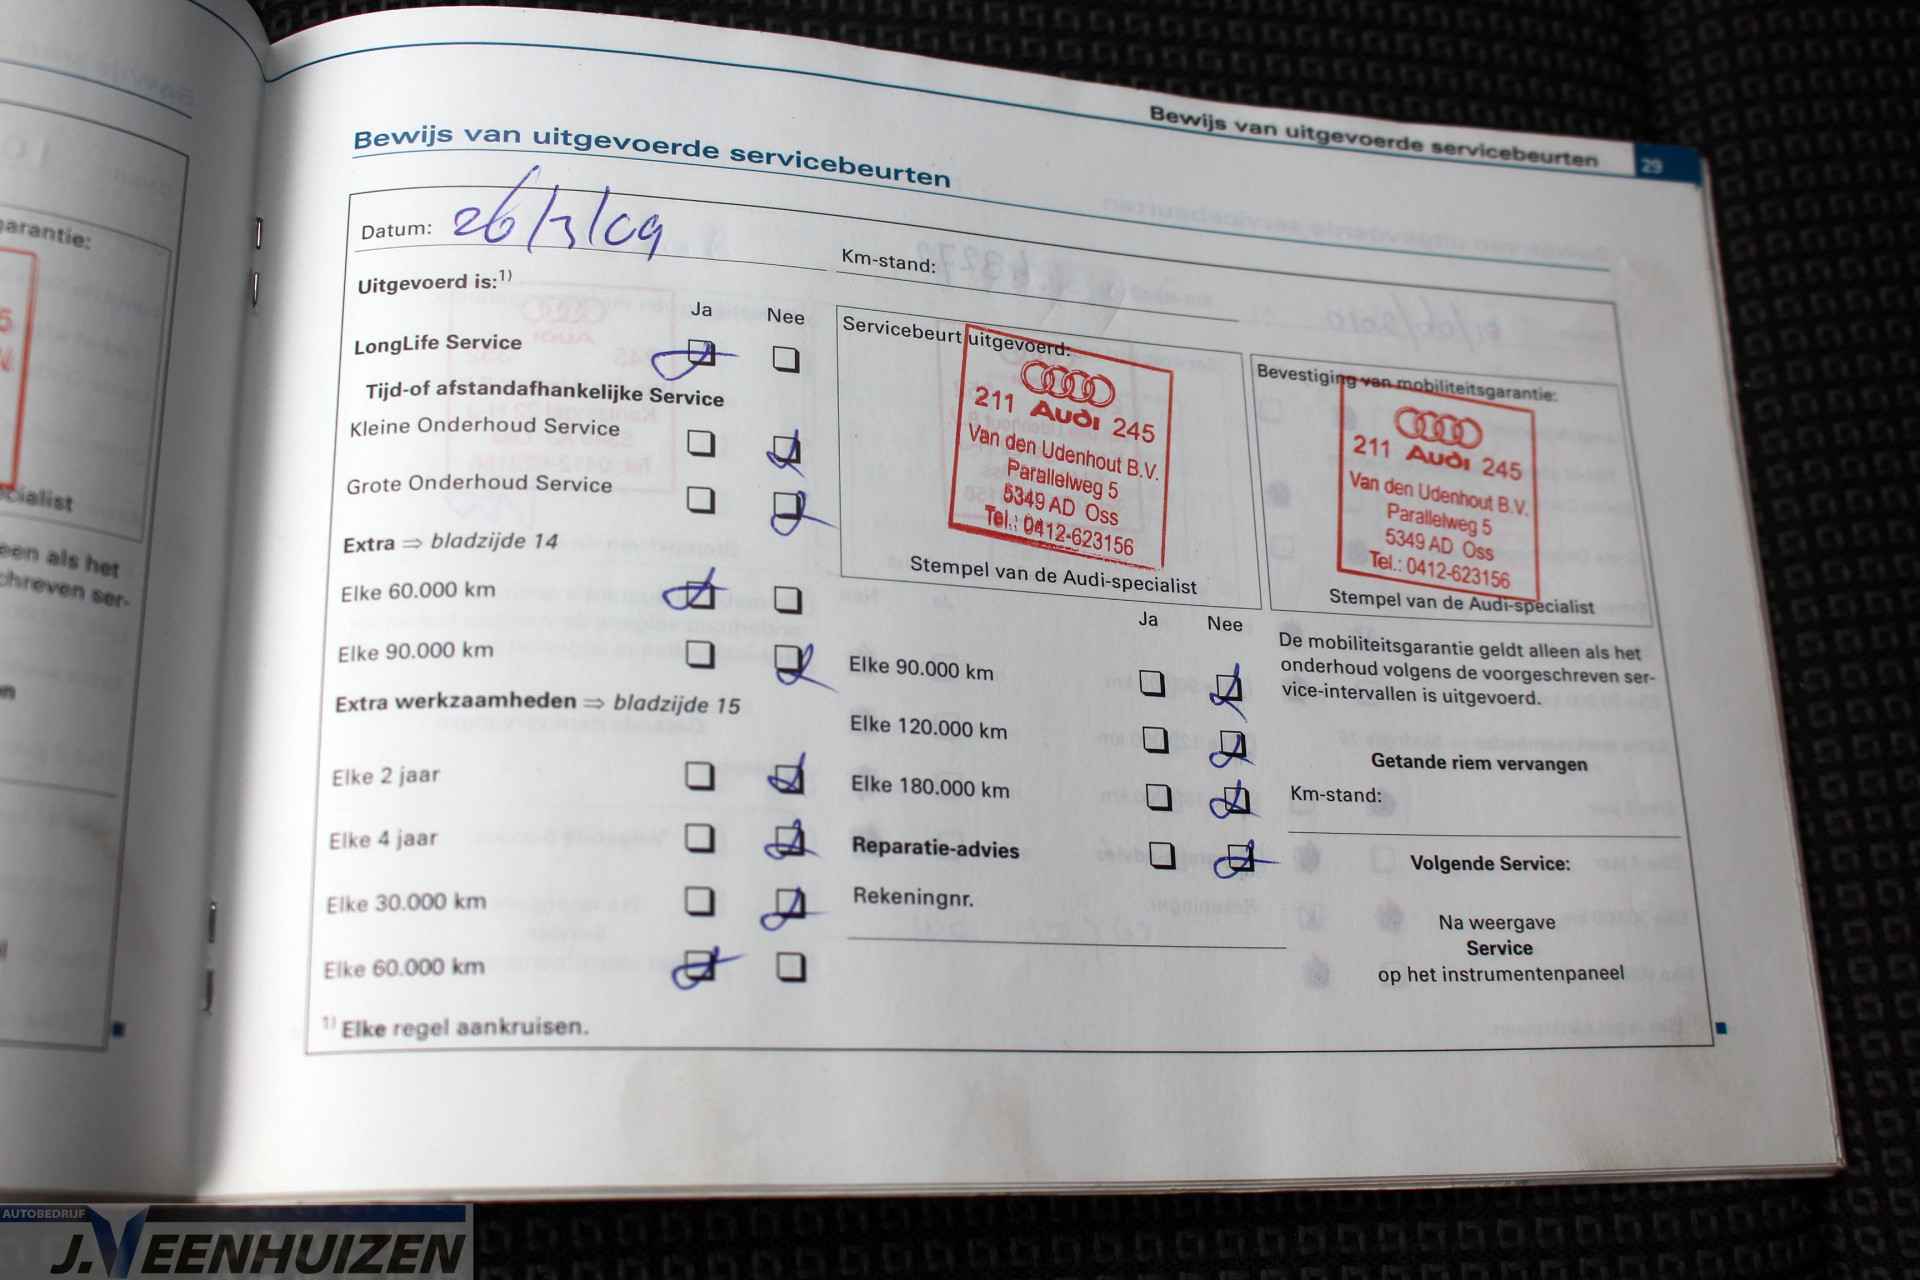 Bewijs van uitgevoerde servicebeurten
29
Bewijs van uitgevoerde servicebeurten
Datum: 26/3/09
Km-stand:
Uitgevoerd is:1)
Ja Nee
LongLife Service
Tijd-of afstandafhankelijke Service
Kleine Onderhoud Service
Grote Onderhoud Service
Extra ⇒ bladzijde 14
Elke 60.000 km
Elke 90.000 km
Extra werkzaamheden ⇒ bladzijde 15
Elke 2 jaar
Elke 4 jaar
Elke 30.000 km
Elke 60.000 km
1) Elke regel aankruisen.
Servicebeurt uitgevoerd:
211 Audi 245
Van den Udenhout B.V.
Parallelweg 5
5349 AD Oss
Tel.: 0412-623156
Stempel van de Audi-specialist
Ja Nee
Elke 90.000 km
Elke 120.000 km
Elke 180.000 km
Reparatie-advies
Rekeningnr.
Bevestiging van mobiliteitsgarantie:
211 Audi 245
Van den Udenhout B.V.
Parallelweg 5
5349 AD Oss
Tel.: 0412-623156
Stempel van de Audi-specialist
De mobiliteitsgarantie geldt alleen als het
onderhoud volgens de voorgeschreven ser-
vice-intervallen is uitgevoerd.
Getande riem vervangen
Km-stand:
Volgende Service:
Na weergave
Service
op het instrumentenpaneel
AUTOBEDRIJF
J.VEENHUIZEN